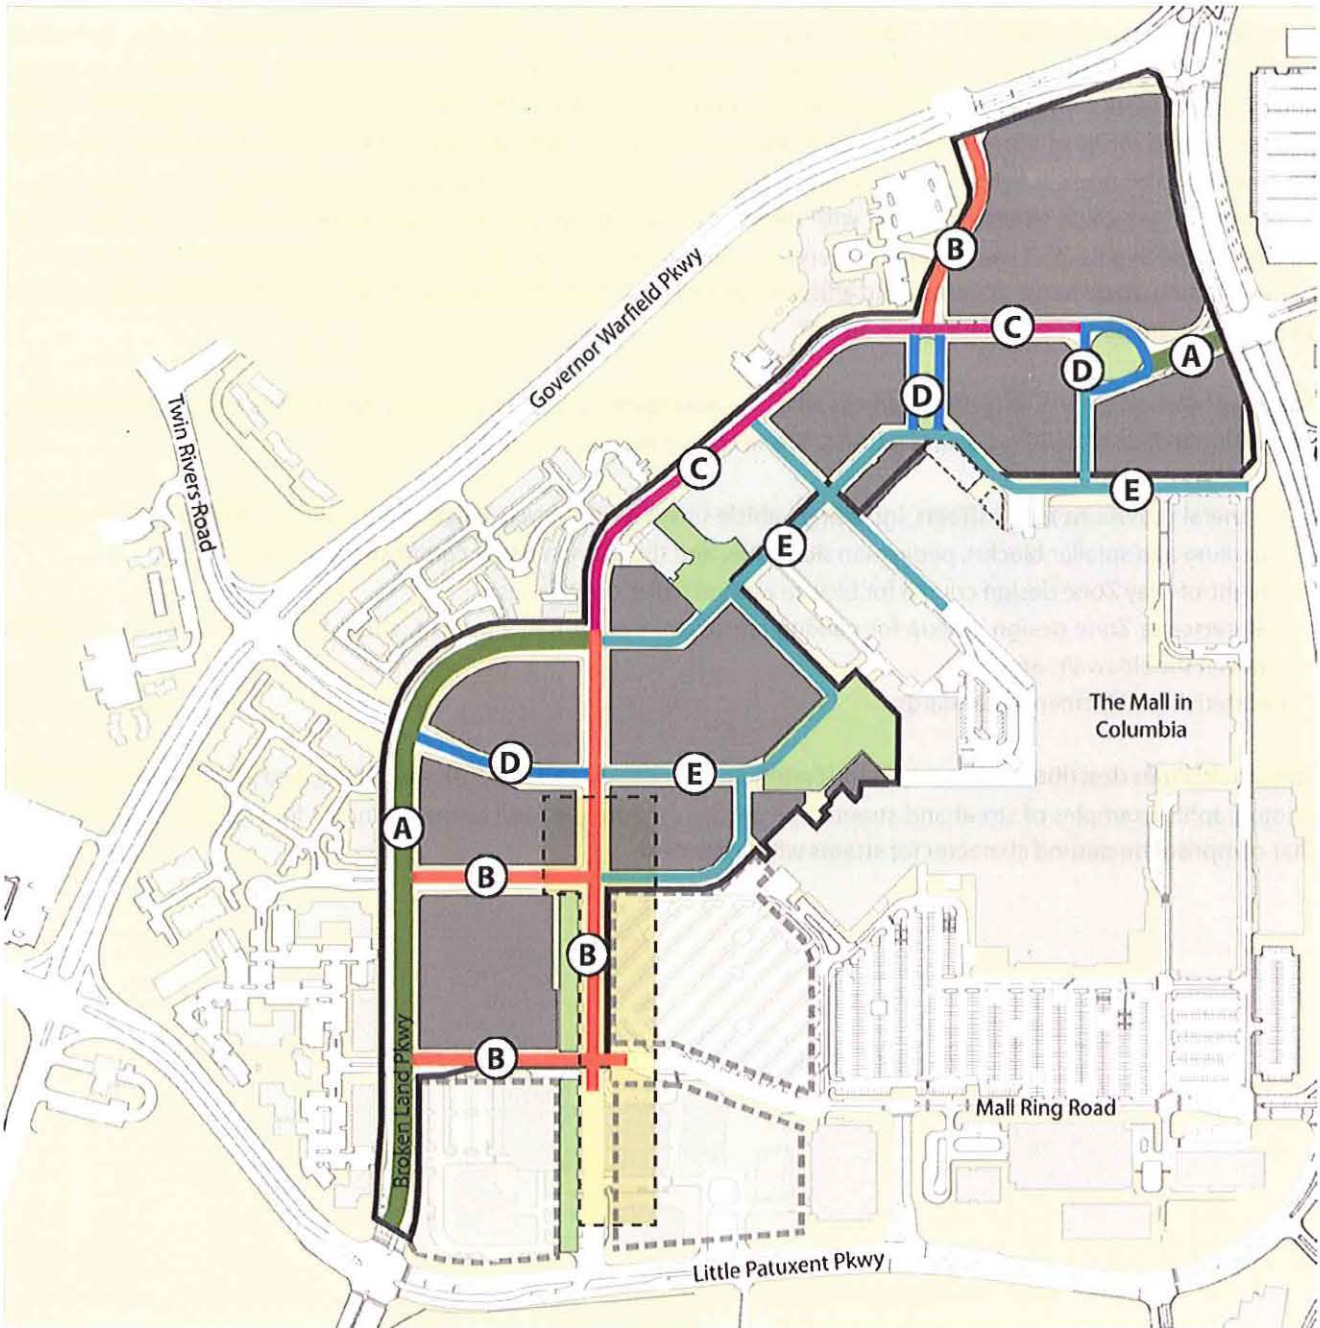 Governor Warfield Pkwy
Twin Rivers Road
B
C
A
D
D
C
E
E
The Mall in
Columbia
D
E
A
B
B
B
Broken Land Pkwy
Mall Ring Road
Little Patuxent Pkwy